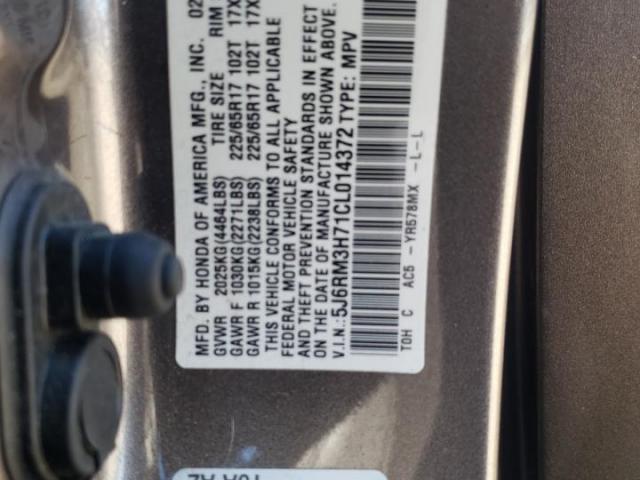 MFD. BY HONDA OF AMERICA MFG., INC. 02
GVWR 2025KG(4464LBS) TIRE SIZE RIM
GAWR F 1030KG(2271LBS) 225/65R17 102T 17X
GAWR R 1015KG(2238LBS) 225/65R17 102T 17X
THIS VEHICLE CONFORMS TO ALL APPLICABLE
FEDERAL MOTOR VEHICLE SAFETY
AND THEFT PREVENTION STANDARDS IN EFFECT
ON THE DATE OF MANUFACTURE SHOWN ABOVE.
V.I.N.:5J6RM3H71CL014372 TYPE: MPV
TOH C AC5 -YR578MX -L-L